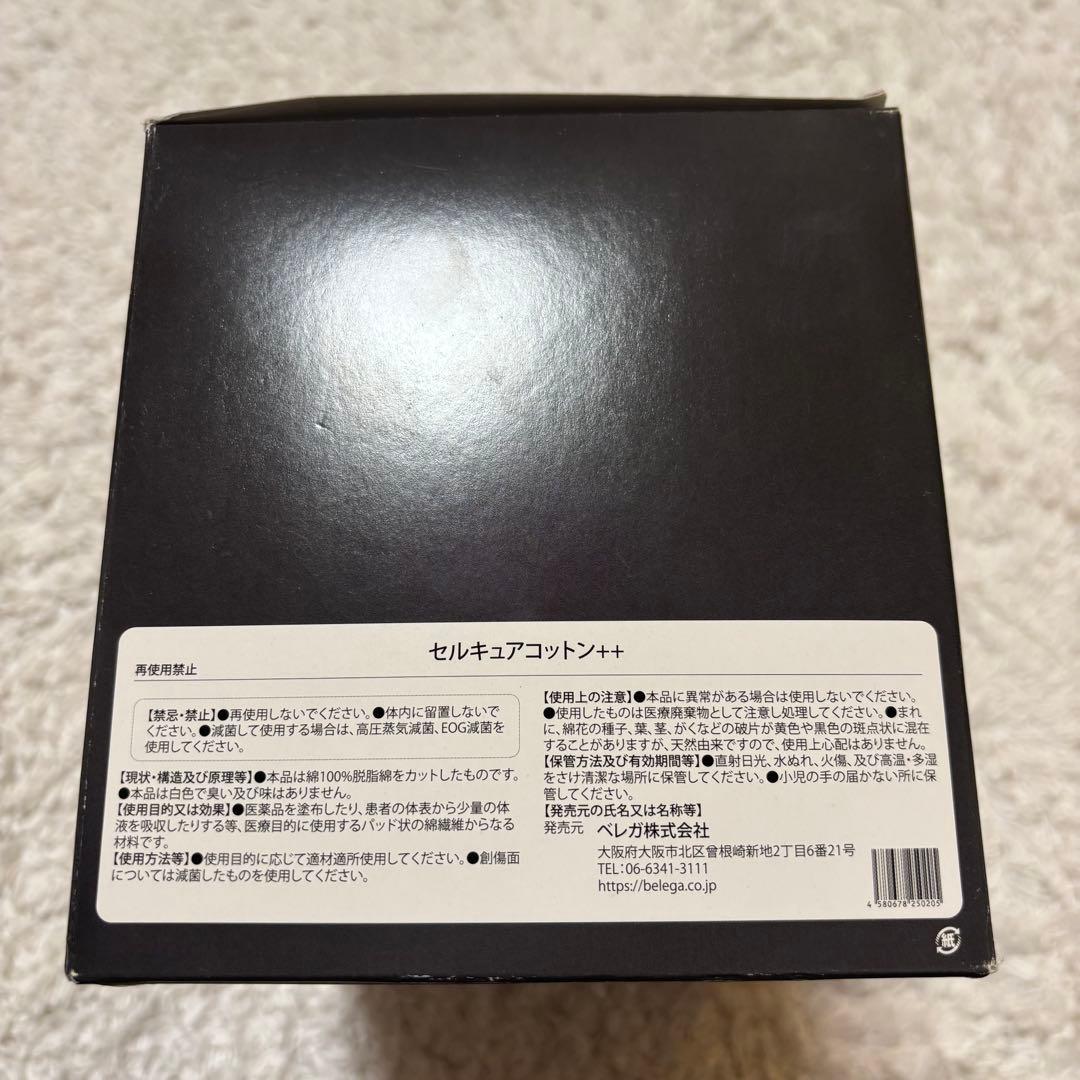 セルキュアコットン++
再使用禁止
【禁忌・禁止】●再使用しないでください。●体内に留置しないで
ください。●滅菌して使用する場合は、高圧蒸気滅菌、EOG滅菌を
使用してください。
【現状・構造及び原理等】●本品は綿100%脱脂綿をカットしたものです。
●本品は白色で臭い及び味はありません。
【使用目的又は効果】●医薬品を塗布したり、患者の体表から少量の体
液を吸収したりする等、医療目的に使用するパッド状の綿繊維からなる
材料です。
【使用方法等】●使用目的に応じて適材適所使用してください。●創傷面
については滅菌したものを使用してください。
【使用上の注意】●本品に異常がある場合は使用しないでください。
●使用したものは医療廃棄物として注意し処理してください。●まれ
に、綿花の種子、葉、茎、がくなどの破片が黄色や黒色の斑点状に混在
することがありますが、天然由来ですので、使用上心配はありません。
【保管方法及び有効期間等】●直射日光、水ぬれ、火傷、及び高温・多湿
をさけ清潔な場所に保管してください。●小児の手の届かない所に保
管してください。
【発売元の氏名又は名称等】
発売元 ベレガ株式会社
大阪府大阪市北区曾根崎新地2丁目6番21号
TEL：06-6341-3111
https://belega.co.jp
4 580678 250205
紙